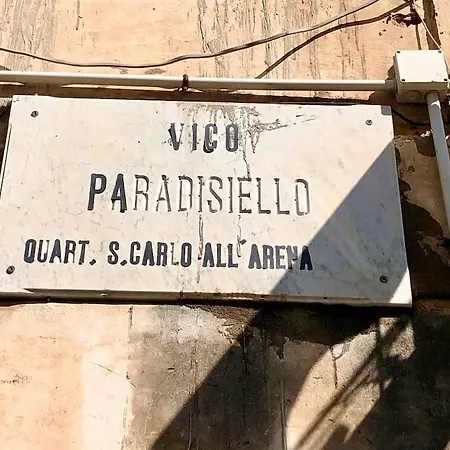 VICO
PARADISIELLO
QUART. S.CARLO ALL'ARENA